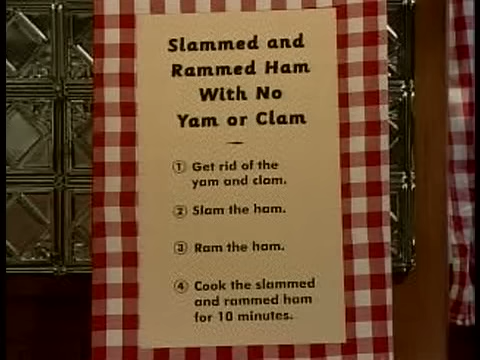 Slammed and
Rammed Ham
With No
Yam or Clam
① Get rid of the
yam and clam.
② Slam the ham.
③ Ram the ham.
④ Cook the slammed
and rammed ham
for 10 minutes.